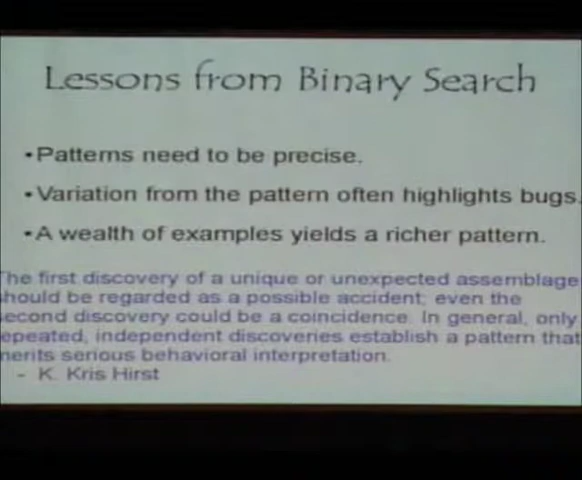 Lessons from Binary Search
•Patterns need to be precise.
•Variation from the pattern often highlights bugs.
•A wealth of examples yields a richer pattern.
The first discovery of a unique or unexpected assemblage
should be regarded as a possible accident; even the
second discovery could be a coincidence. In general, only
repeated, independent discoveries establish a pattern that
merits serious behavioral interpretation.
- K. Kris Hirst